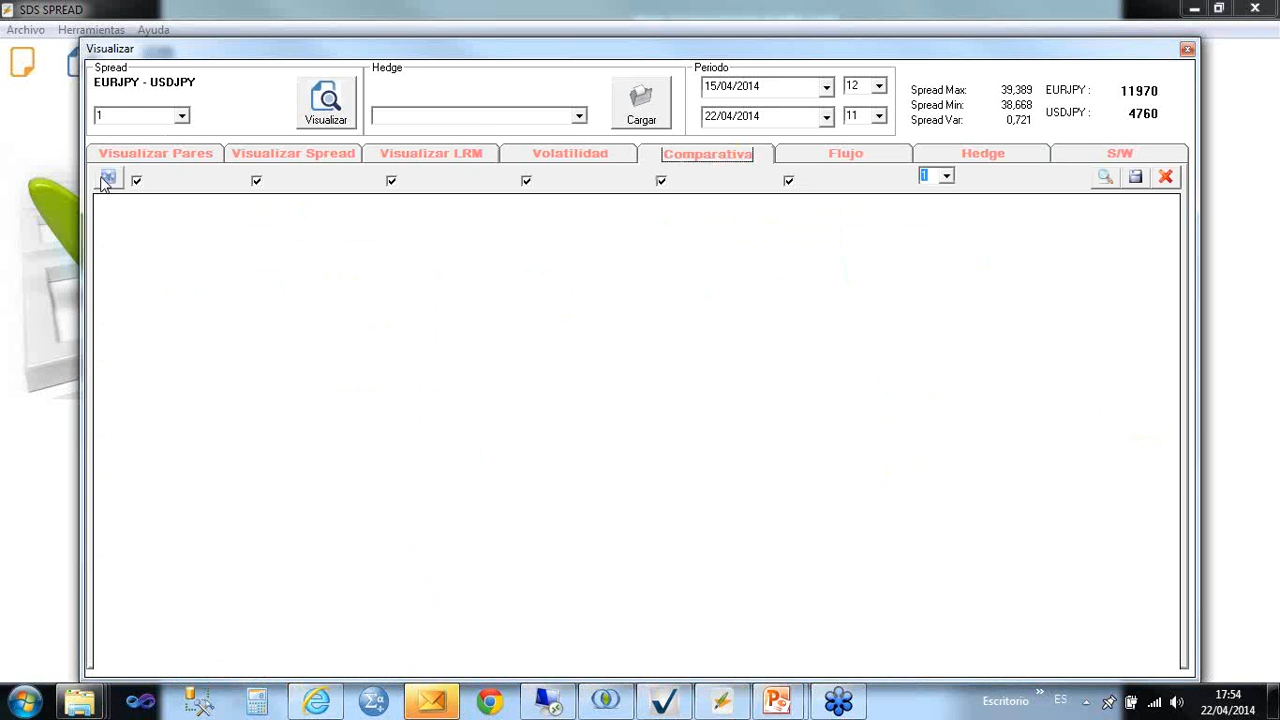 SDS SPREAD
Archivo Herramientas Ayuda
Visualizar
Spread
EURJPY - USDJPY
1
Visualizar
Hedge
Cargar
Periodo
15/04/2014 12
22/04/2014 11
Spread Max: 39,389 EURJPY : 11970
Spread Min: 38,668
Spread Var: 0,721 USDJPY : 4760
Visualizar Pares Visualizar Spread Visualizar LRM Volatilidad Comparativa Flujo Hedge S/W
1
Escritorio ES
17:54
22/04/2014